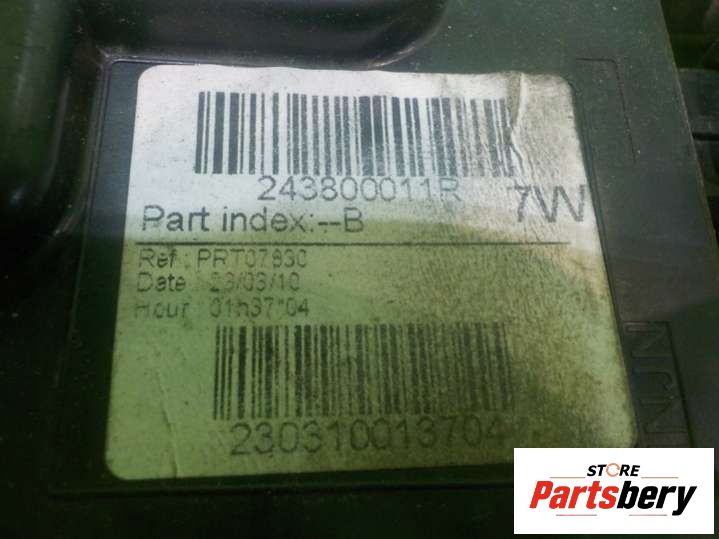 243800011R
7W
Part index:--B
Ref : PRT07830
Date : 23/03/10
Hour : 01h37"04
230310013704
STORE
Partsbery